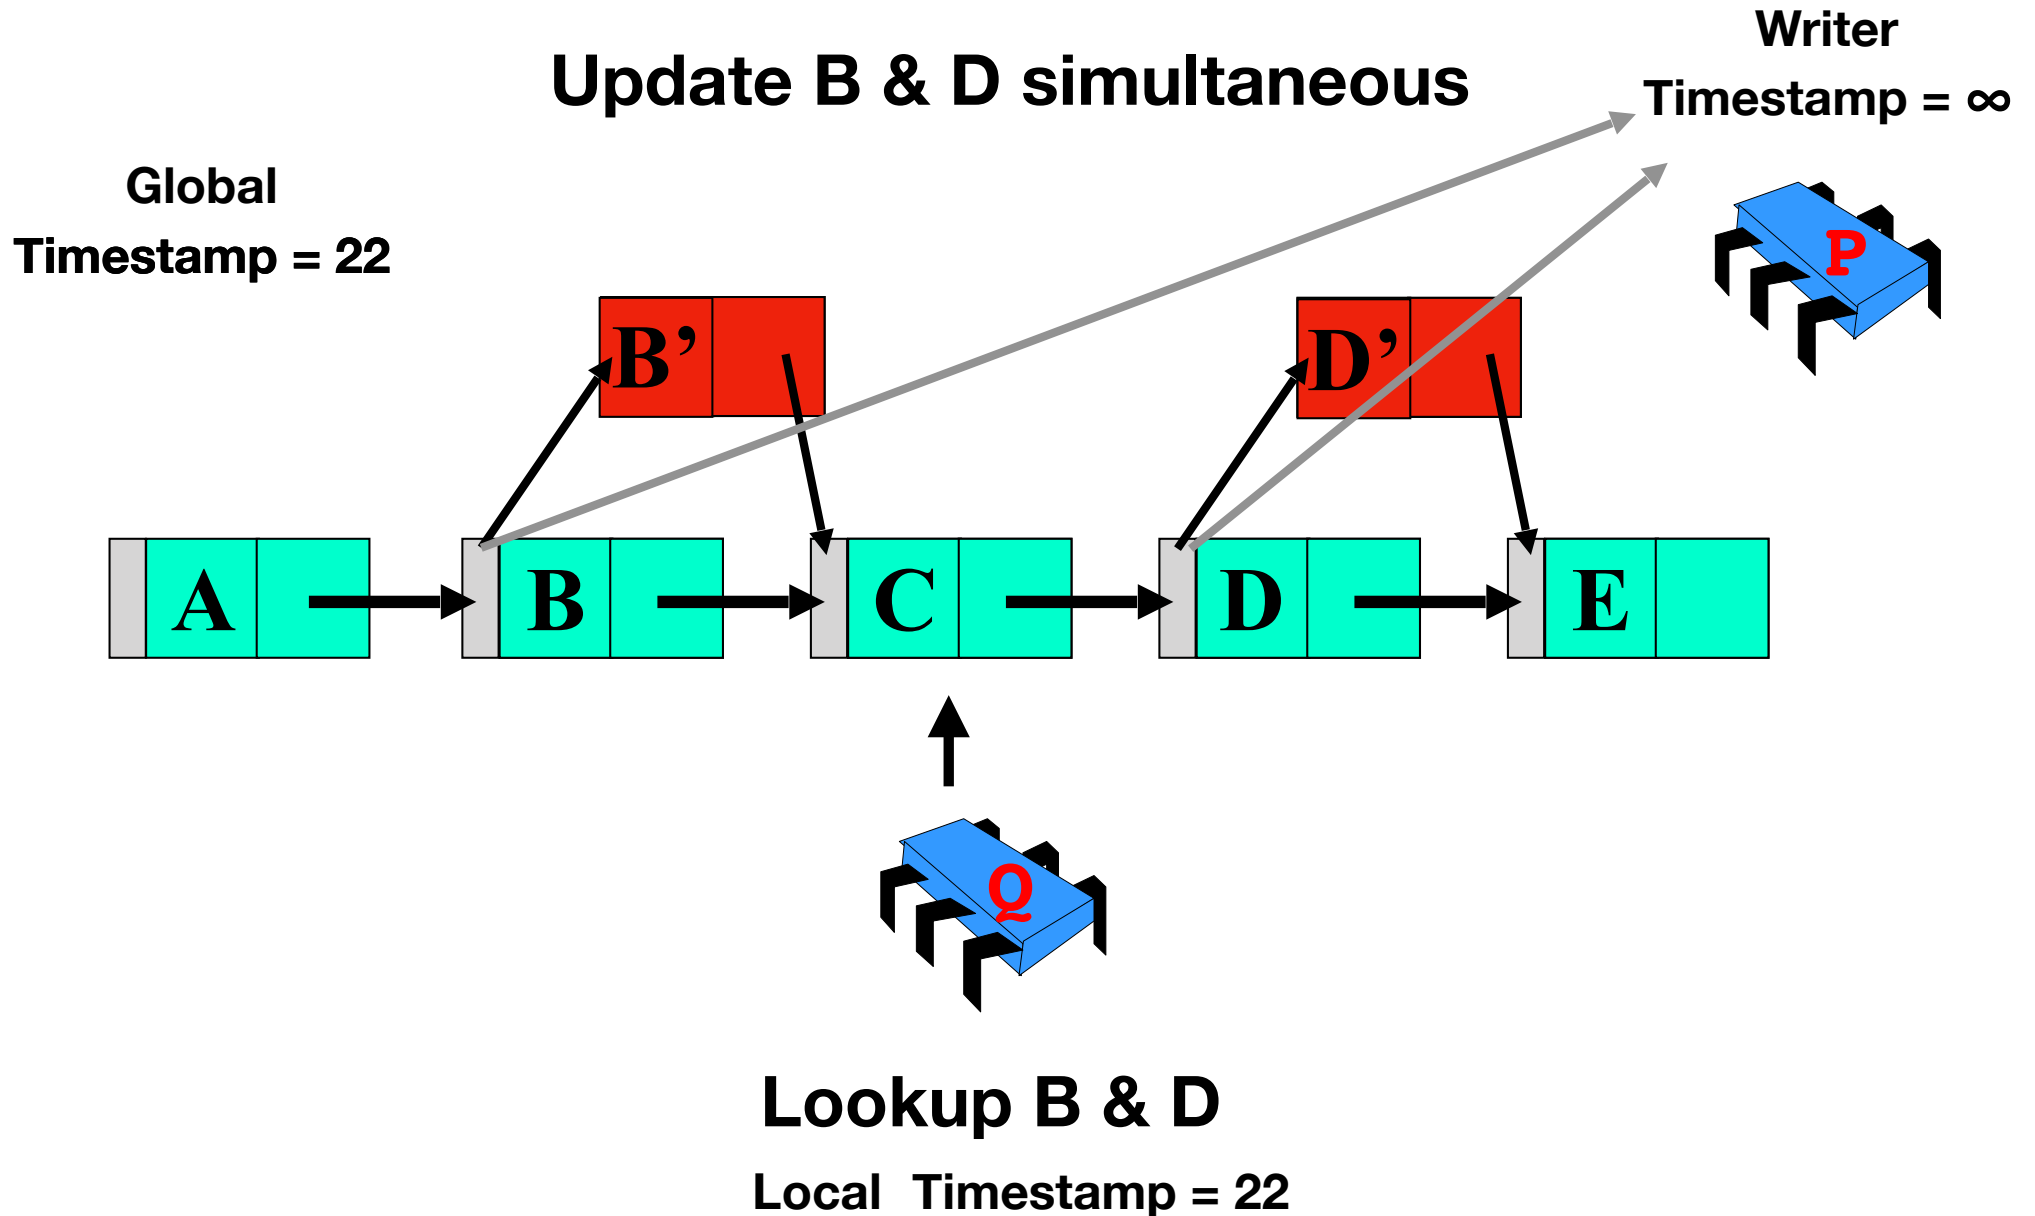 Writer
Update B & D simultaneous
Timestamp = ∞
Global
Timestamp = 22
P
B’
D’
A
B
C
D
E
Q
Lookup B & D
Local Timestamp = 22